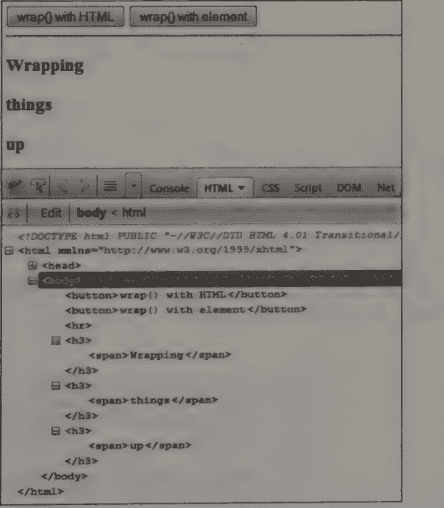 wrap() with HTML wrap() with element
Wrapping
things
up
Console HTML CSS Script DOM Net
Edit body < html
<!DOCTYPE html PUBLIC "-//W3C//DTD HTML 4.01 Transitional/
<html xmlns="http://www.w3.org/1999/xhtml">
<head>
<body>
<button>wrap() with HTML</button>
<button>wrap() with element</button>
<hr>
<h3>
<span>Wrapping</span>
</h3>
<h3>
<span>things</span>
</h3>
<h3>
<span>up</span>
</h3>
</body>
</html>